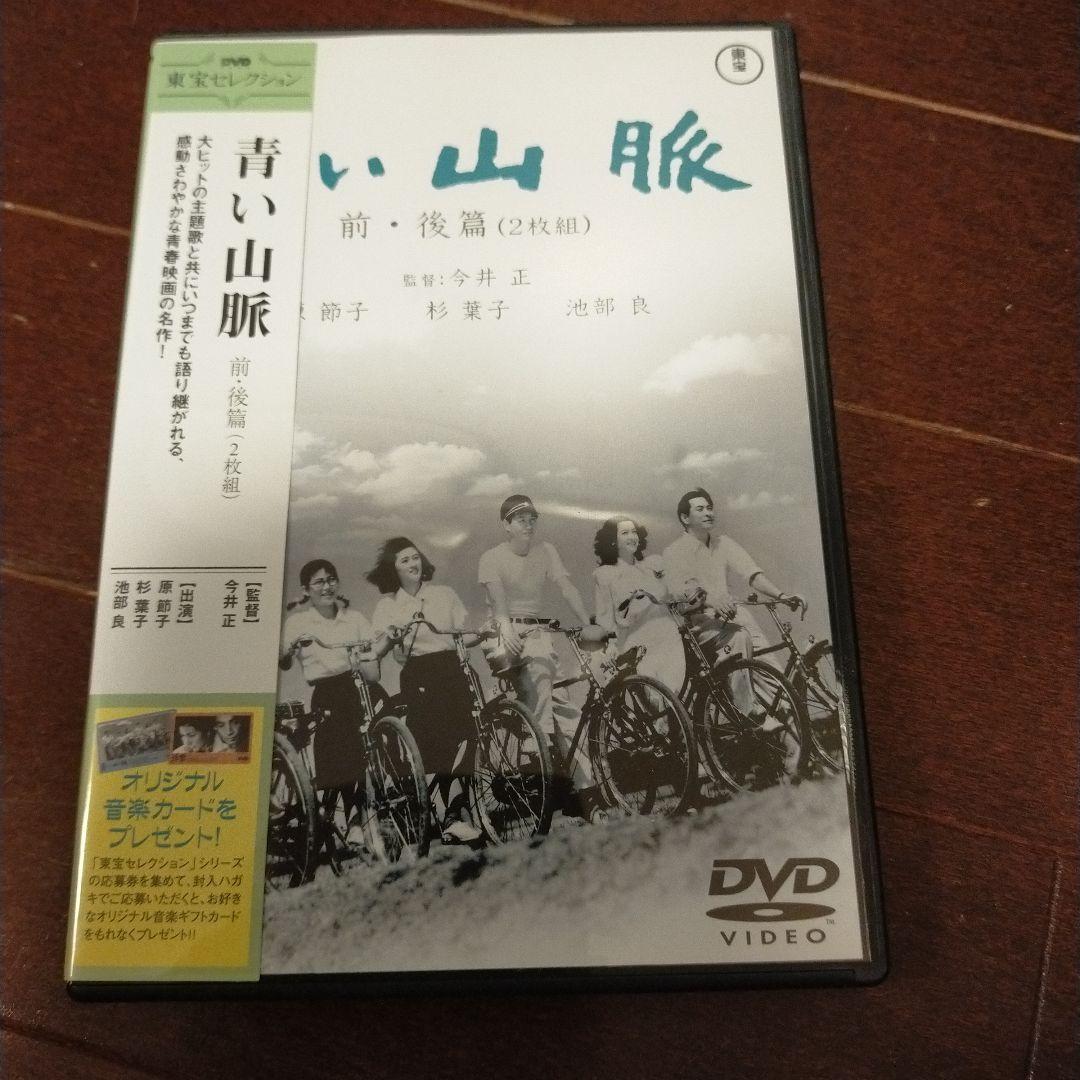 DVD
東宝セレクション
青い山脈
前・後篇(2枚組)
大ヒットの主題歌と共にいつまでも語り継がれる、
感動さわやかな青春映画の名作!
【監督】
今井 正
【出演】
原 節子
杉 葉子
池部 良
オリジナル
音楽カードを
プレゼント!
「東宝セレクション」シリーズ
の応募券を集めて、封入ハガ
キでご応募いただくと、お好き
なオリジナル音楽ギフトカード
をもれなくプレゼント!!
東宝
い 山 脈
前・後篇(2枚組)
監督:今井 正
節子 杉 葉子 池部 良
DVD
VIDEO
TM